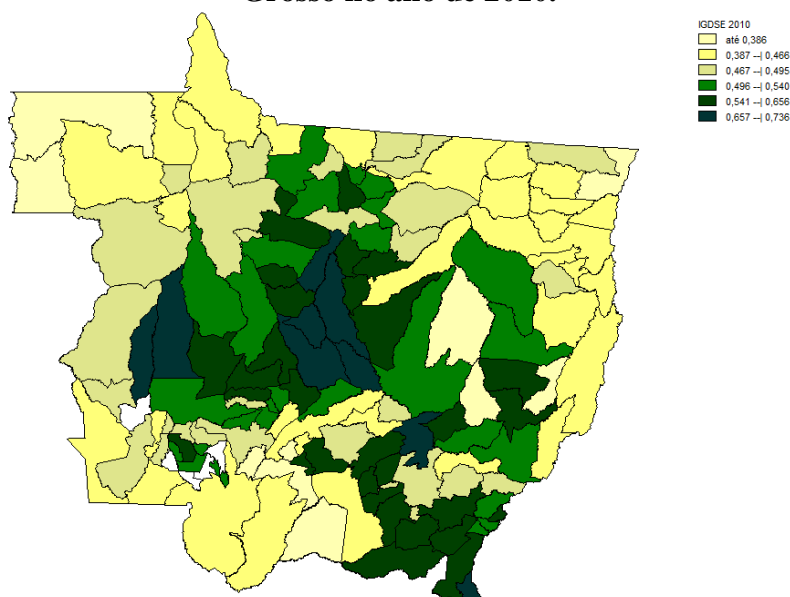 Grosso no ano de 2010.
IGDSE 2010
até 0,386
0,387 --| 0,466
0,467 --| 0,495
0,496 --| 0,540
0,541 --| 0,656
0,657 --| 0,736